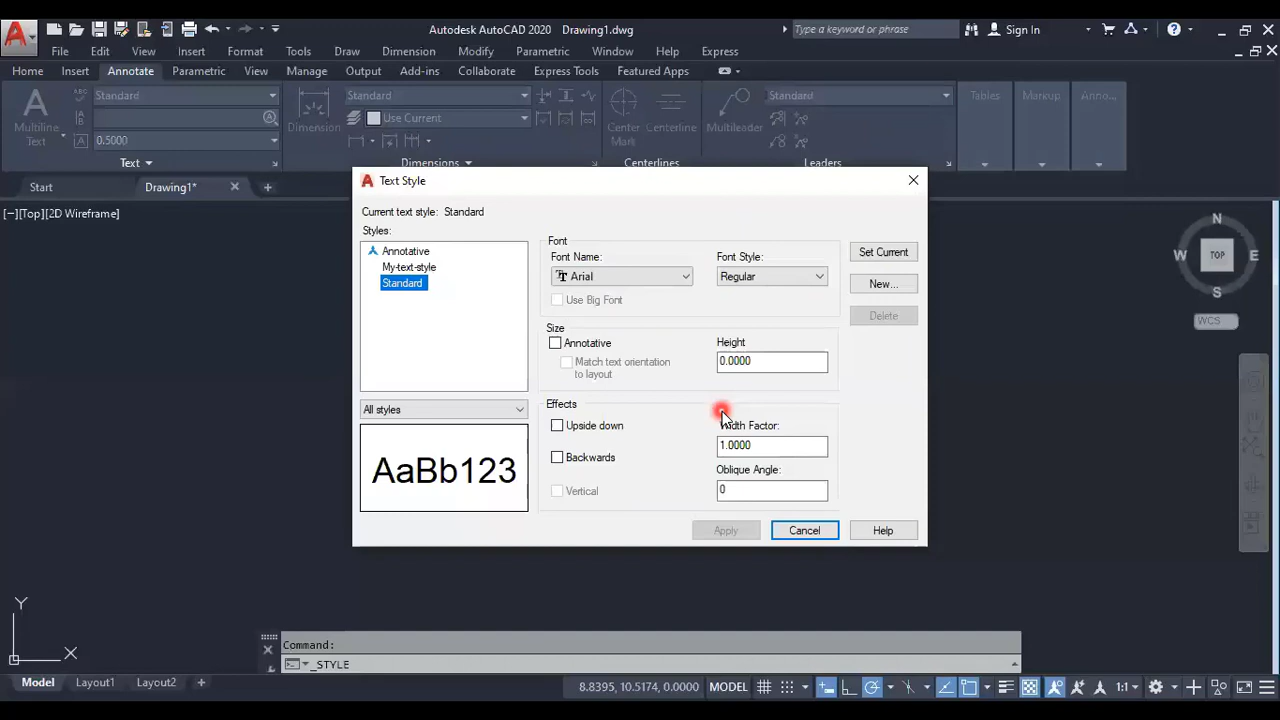 Autodesk AutoCAD 2020 Drawing1.dwg
Type a keyword or phrase
Sign In
File Edit View Insert Format Tools Draw Dimension Modify Parametric Window Help Express
Home Insert Annotate Parametric View Manage Output Add-ins Collaborate Express Tools Featured Apps
Standard
Standard
Standard
Multiline
Text
Dimension
Use Current
Center
Mark
Centerline
Multileader
Tables
Markup
Anno...
0.5000
Text
Dimensions
Centerlines
Leaders
Start
Drawing1*
[−][Top][2D Wireframe]
Text Style
Current text style: Standard
Styles:
Annotative
My-text-style
Standard
All styles
AaBb123
Font
Font Name:
Arial
Use Big Font
Font Style:
Regular
Size
Annotative
Match text orientation
to layout
Height
0.0000
Effects
Upside down
Backwards
Vertical
Width Factor:
1.0000
Oblique Angle:
0
Set Current
New...
Delete
Apply
Cancel
Help
N
W
TOP
E
S
WCS
Y
X
Command:
_STYLE
Model Layout1 Layout2
8.8395, 10.5174, 0.0000 MODEL
1:1